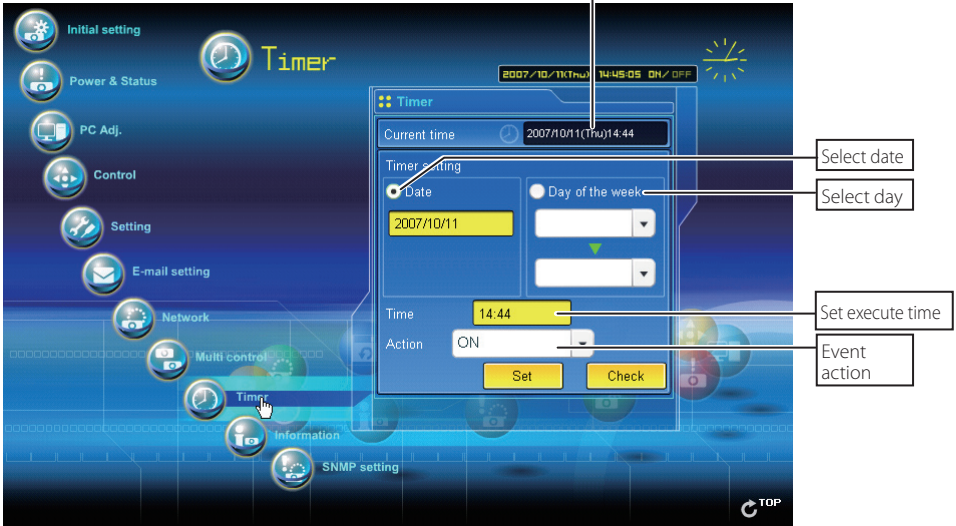 Initial setting
Power & Status
PC Adj.
Control
Setting
E-mail setting
Network
Multi control
Timer
Information
SNMP setting
Timer
2007/10/11(Thu) 14:45:05 ON/OFF
Timer
Current time 2007/10/11(Thu)14:44
Timer setting
Date
Day of the week
2007/10/11
Time 14:44
Action ON
Set Check
Select date
Select day
Set execute time
Event
action
TOP